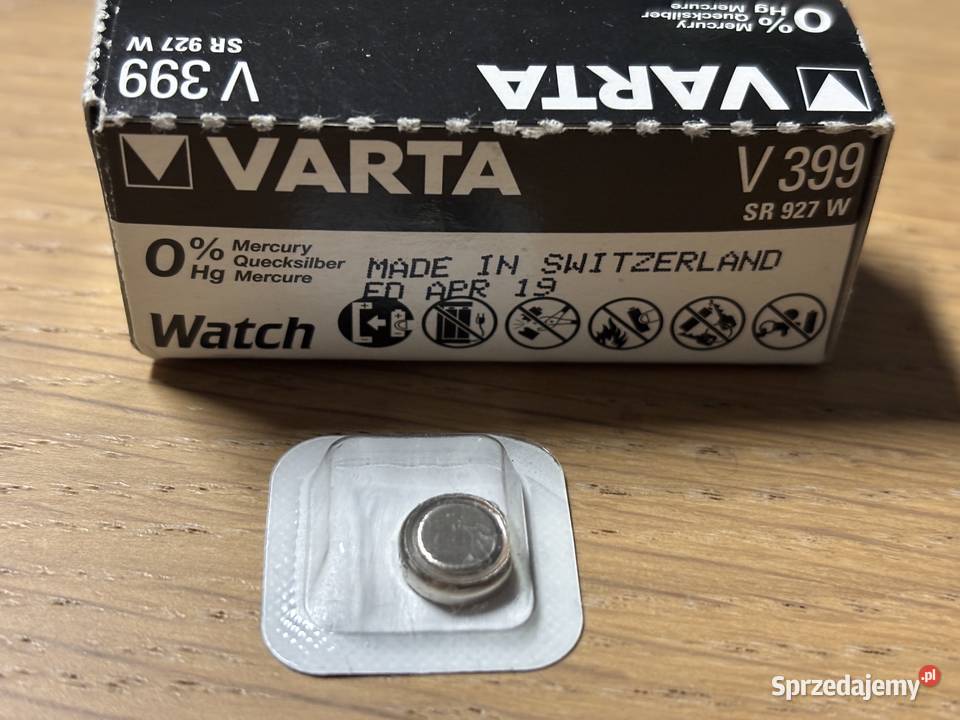 0% Mercury
Quecksilber
Hg Mercure
V 399
SR 927 W
VARTA
VARTA
V 399
SR 927 W
0% Mercury
Quecksilber
Hg Mercure
MADE IN SWITZERLAND
ED APR 19
Watch
Sprzedajemy.pl